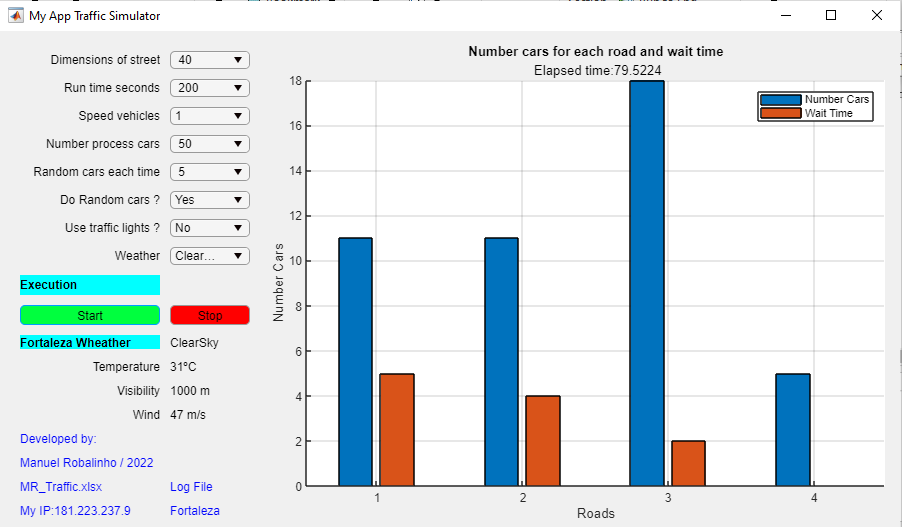 My App Traffic Simulator
Dimensions of street 40
Run time seconds 200
Speed vehicles 1
Number process cars 50
Random cars each time 5
Do Random cars ? Yes
Use traffic lights ? No
Weather Clear...
Execution
Start Stop
Fortaleza Wheather ClearSky
Temperature 31ºC
Visibility 1000 m
Wind 47 m/s
Developed by:
Manuel Robalinho / 2022
MR_Traffic.xlsx Log File
My IP:181.223.237.9 Fortaleza
Number cars for each road and wait time
Elapsed time:79.5224
Number Cars
Wait Time
18
16
14
12
10
8
6
4
2
0
Number Cars
1 2 3 4
Roads